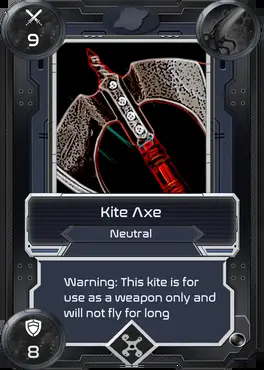 9
Kite Axe
Neutral
Warning: This kite is for
use as a weapon only and
will not fly for long
8